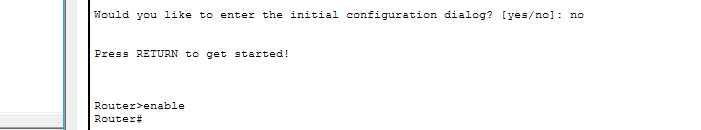 Would you like to enter the initial configuration dialog? [yes/no]: no
Press RETURN to get started!
Router>enable
Router#